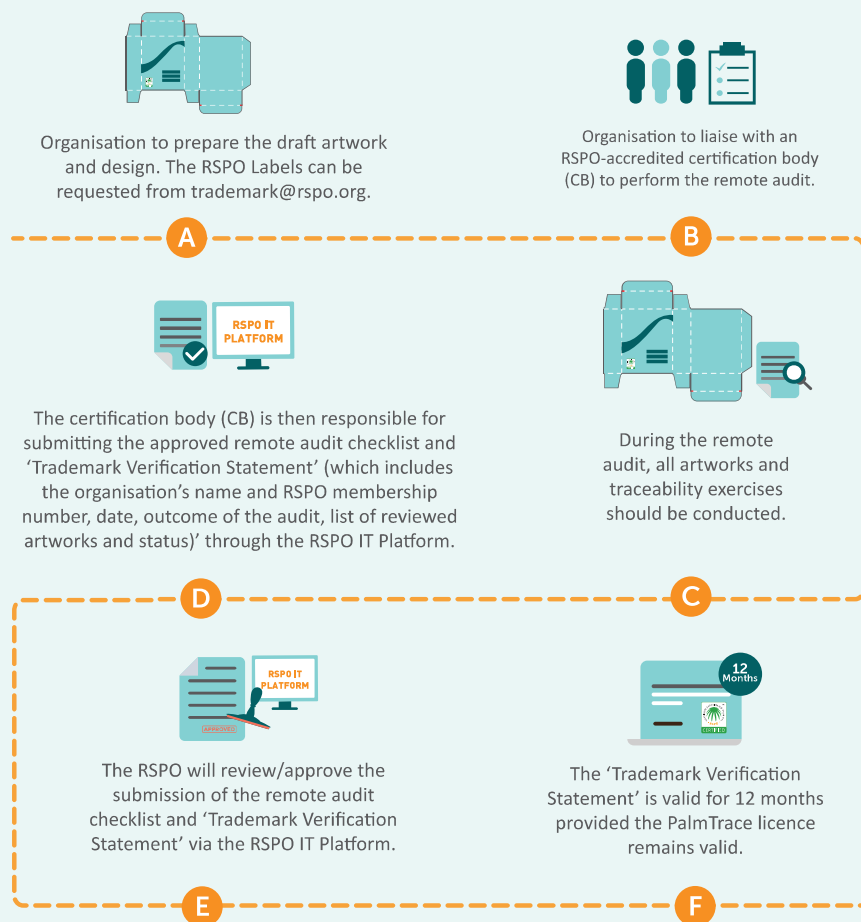 Organisation to prepare the draft artwork
and design. The RSPO Labels can be
requested from trademark@rspo.org.
A
Organisation to liaise with an
RSPO-accredited certification body
(CB) to perform the remote audit.
B
During the remote
audit, all artworks and
traceability exercises
should be conducted.
C
RSPO IT
PLATFORM
The certification body (CB) is then responsible for
submitting the approved remote audit checklist and
‘Trademark Verification Statement’ (which includes
the organisation’s name and RSPO membership
number, date, outcome of the audit, list of reviewed
artworks and status)’ through the RSPO IT Platform.
D
RSPO IT
PLATFORM
APPROVED
The RSPO will review/approve the
submission of the remote audit
checklist and ‘Trademark Verification
Statement’ via the RSPO IT Platform.
E
12
Months
CERTIFIED
The ‘Trademark Verification
Statement’ is valid for 12 months
provided the PalmTrace licence
remains valid.
F